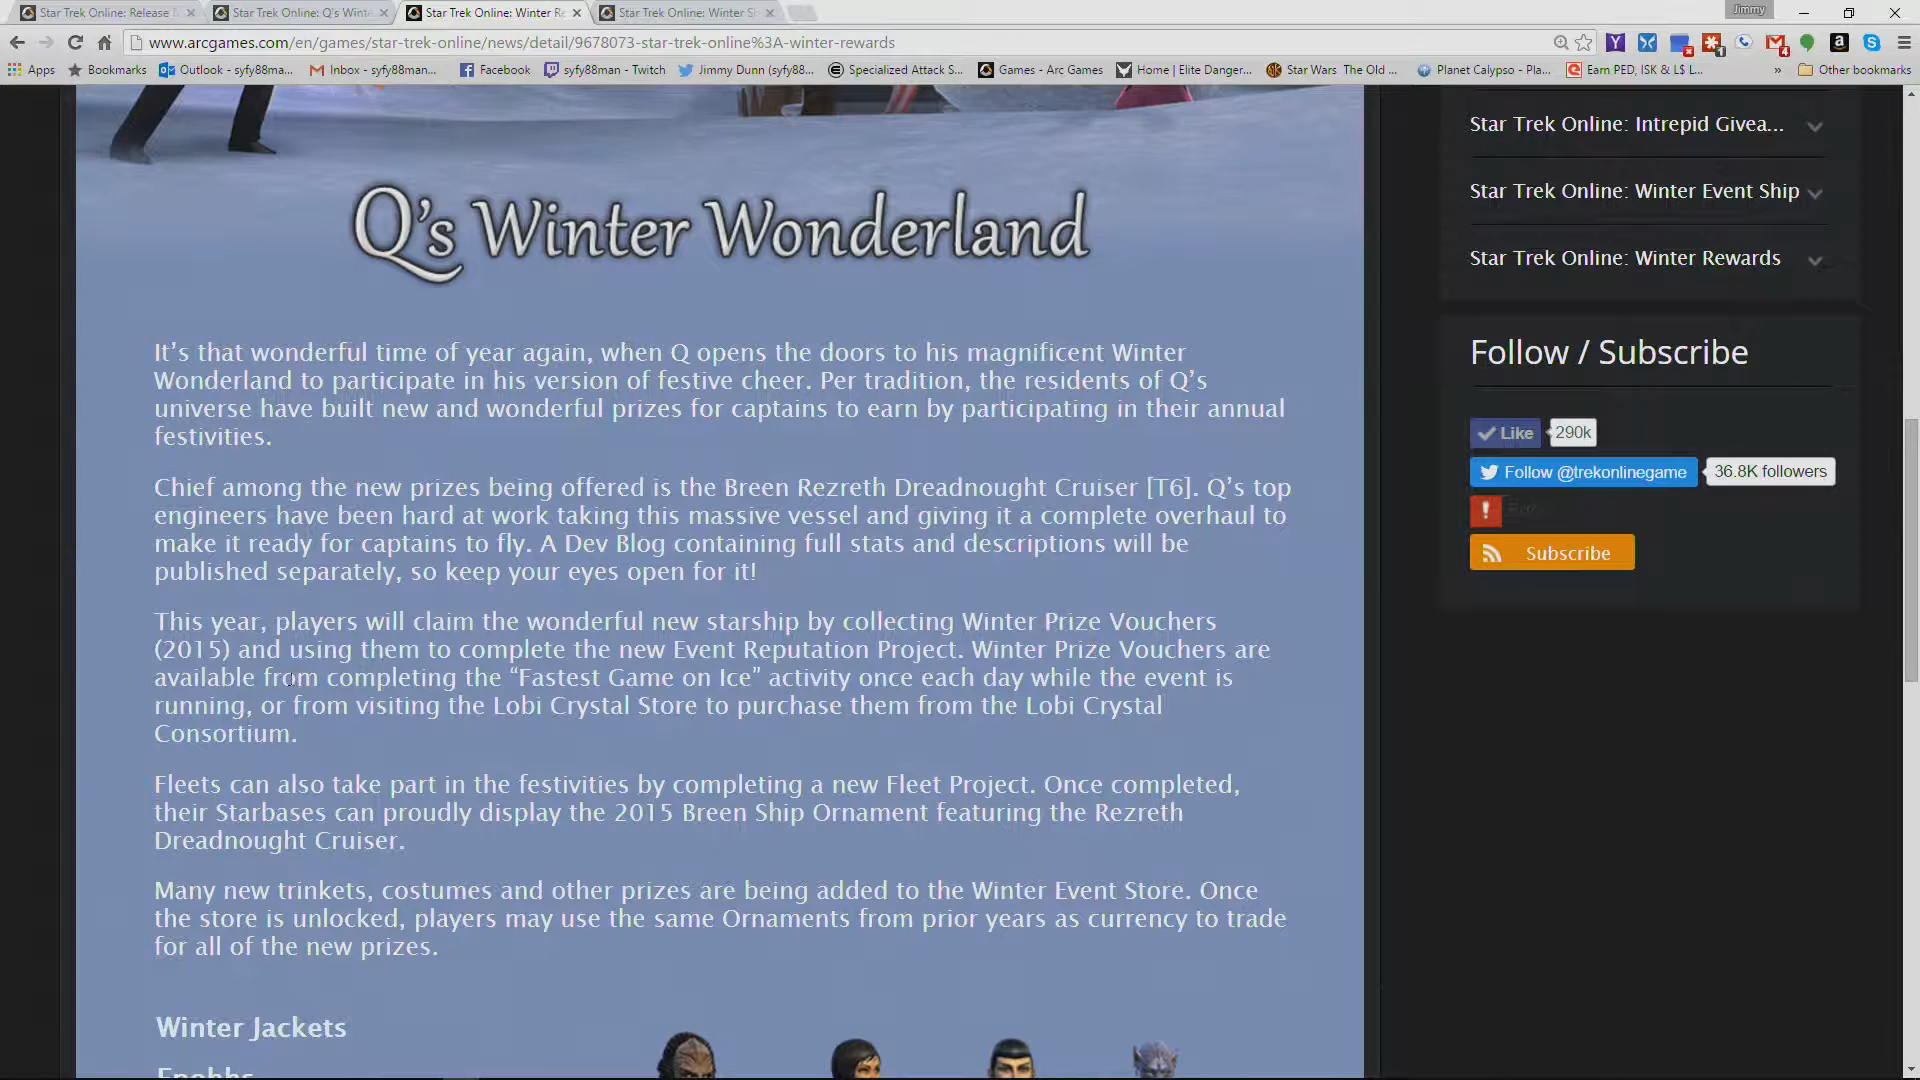 Star Trek Online: Release
Star Trek Online: Q's Winte
Star Trek Online: Winter Re
Star Trek Online: Winter S
Jimmy
www.arcgames.com/en/games/star-trek-online/news/detail/9678073-star-trek-online%3A-winter-rewards
Apps
Bookmarks
Outlook - syfy88ma...
Inbox - syfy88man...
Facebook
syfy88man - Twitch
Jimmy Dunn (syfy88...
Specialized Attack S...
Games - Arc Games
Home | Elite Danger...
Star Wars The Old ...
Planet Calypso - Pla...
Earn PED, ISK & L$ L...
»
Other bookmarks
Q's Winter Wonderland
It’s that wonderful time of year again, when Q opens the doors to his magnificent Winter
Wonderland to participate in his version of festive cheer. Per tradition, the residents of Q’s
universe have built new and wonderful prizes for captains to earn by participating in their annual
festivities.
Chief among the new prizes being offered is the Breen Rezreth Dreadnought Cruiser [T6]. Q’s top
engineers have been hard at work taking this massive vessel and giving it a complete overhaul to
make it ready for captains to fly. A Dev Blog containing full stats and descriptions will be
published separately, so keep your eyes open for it!
This year, players will claim the wonderful new starship by collecting Winter Prize Vouchers
(2015) and using them to complete the new Event Reputation Project. Winter Prize Vouchers are
available from completing the “Fastest Game on Ice” activity once each day while the event is
running, or from visiting the Lobi Crystal Store to purchase them from the Lobi Crystal
Consortium.
Fleets can also take part in the festivities by completing a new Fleet Project. Once completed,
their Starbases can proudly display the 2015 Breen Ship Ornament featuring the Rezreth
Dreadnought Cruiser.
Many new trinkets, costumes and other prizes are being added to the Winter Event Store. Once
the store is unlocked, players may use the same Ornaments from prior years as currency to trade
for all of the new prizes.
Winter Jackets
Epohhs
Star Trek Online: Intrepid Givea...
Star Trek Online: Winter Event Ship
Star Trek Online: Winter Rewards
Follow / Subscribe
Like
290k
Follow @trekonlinegame
36.8K followers
Subscribe